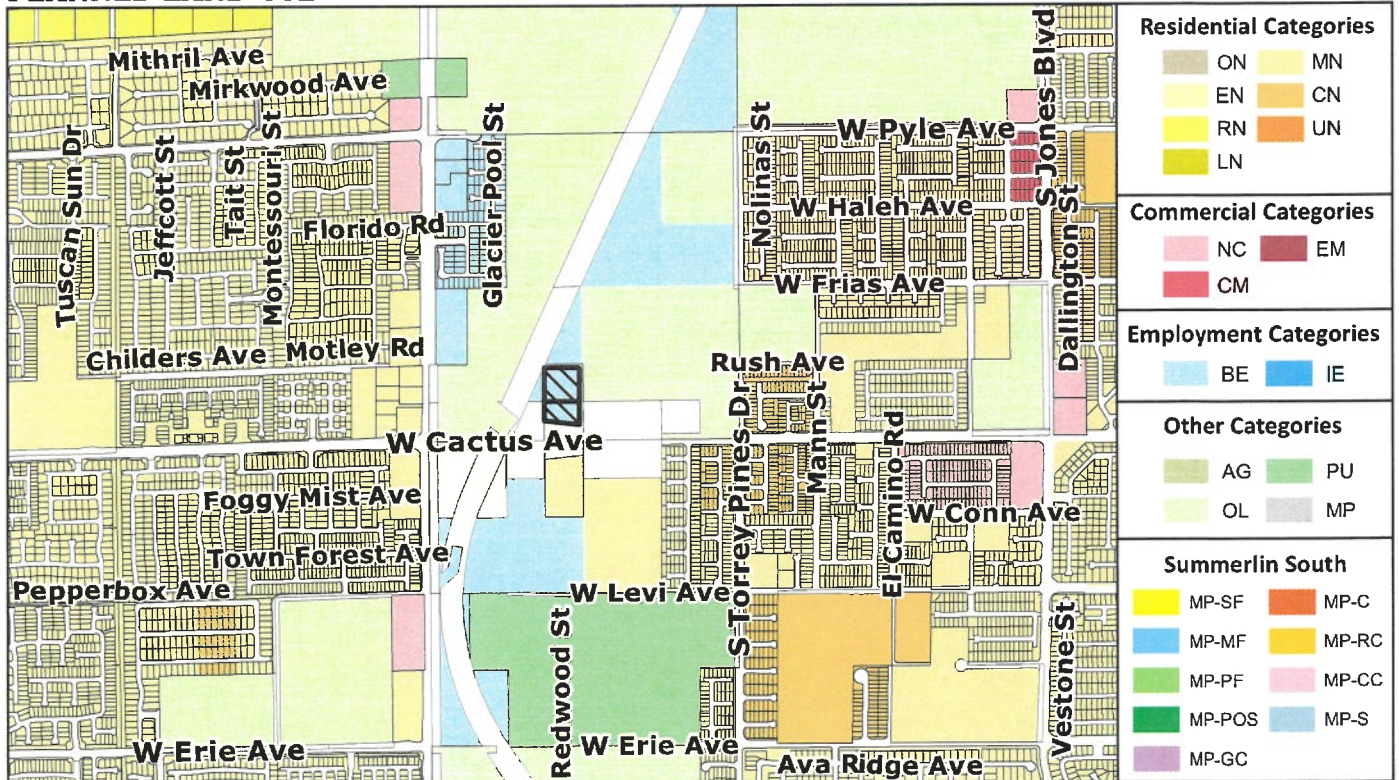 Mithril Ave
Mirkwood Ave
Tuscan Sun Dr
Jeffcott St
Tait St
Montessouri St
Florido Rd
Glacier Pool St
Childers Ave
Motley Rd
W Pyle Ave
S Jones Blvd
Nolinas St
W Haleh Ave
Dallington St
W Frias Ave
Rush Ave
W Cactus Ave
Foggy Mist Ave
Town Forest Ave
Pepperbox Ave
S Torrey Pines Dr
Mann St
El Camino Rd
W Conn Ave
W Levi Ave
Redwood St
Vestone St
W Erie Ave
W Erie Ave
Ava Ridge Ave
Residential Categories
ON MN
EN CN
RN UN
LN
Commercial Categories
NC EM
CM
Employment Categories
BE IE
Other Categories
AG PU
OL MP
Summerlin South
MP-SF MP-C
MP-MF MP-RC
MP-PF MP-CC
MP-POS MP-S
MP-GC